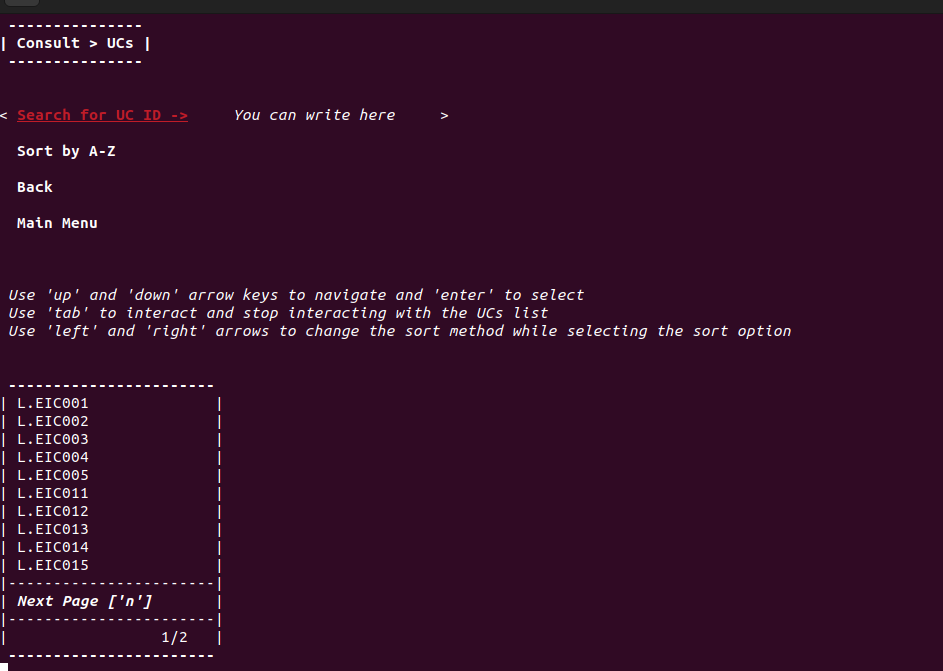 ---------------
| Consult > UCs |
---------------
< Search for UC ID ->     You can write here     >
Sort by A-Z
Back
Main Menu
Use 'up' and 'down' arrow keys to navigate and 'enter' to select
Use 'tab' to interact and stop interacting with the UCs list
Use 'left' and 'right' arrows to change the sort method while selecting the sort option
-----------------------
| L.EIC001              |
| L.EIC002              |
| L.EIC003              |
| L.EIC004              |
| L.EIC005              |
| L.EIC011              |
| L.EIC012              |
| L.EIC013              |
| L.EIC014              |
| L.EIC015              |
|-----------------------|
| Next Page ['n']       |
|-----------------------|
|                 1/2   |
-----------------------